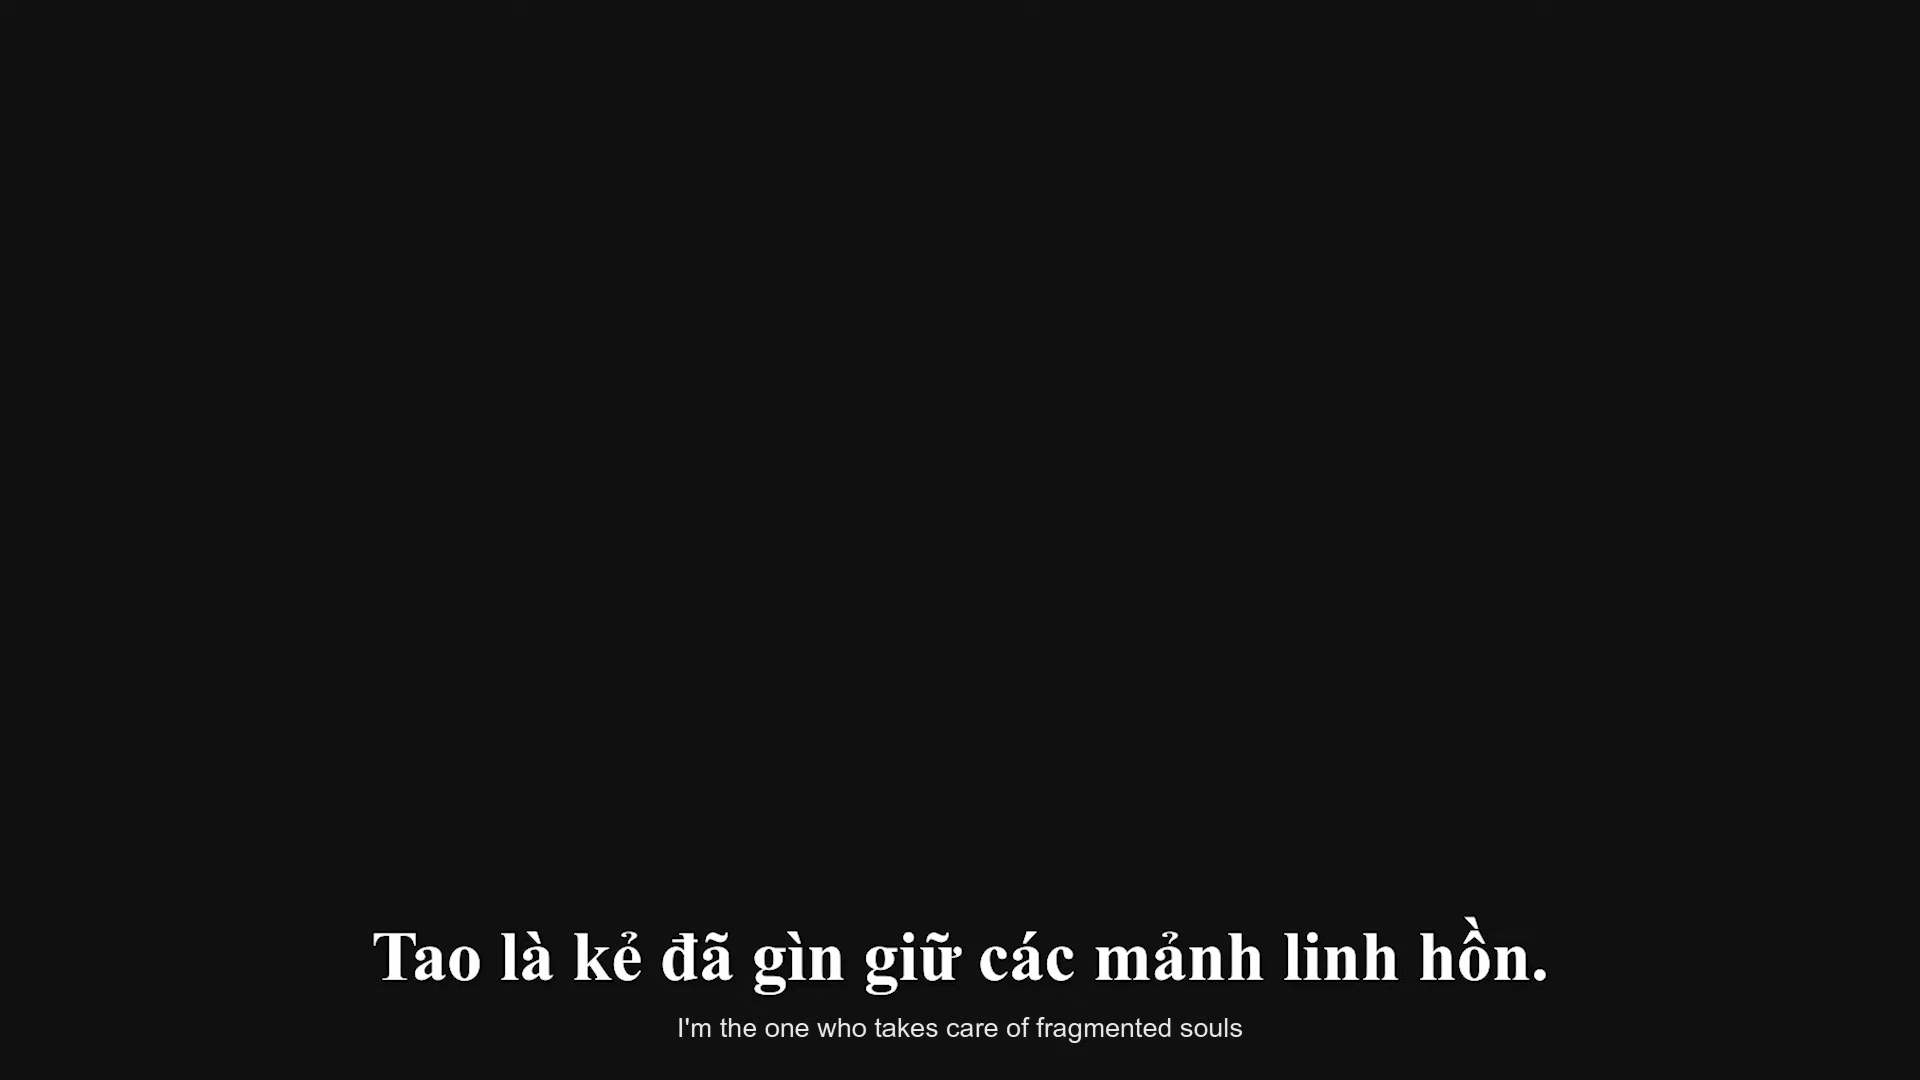 Tao là kẻ đã gìn giữ các mảnh linh hồn.
I'm the one who takes care of fragmented souls